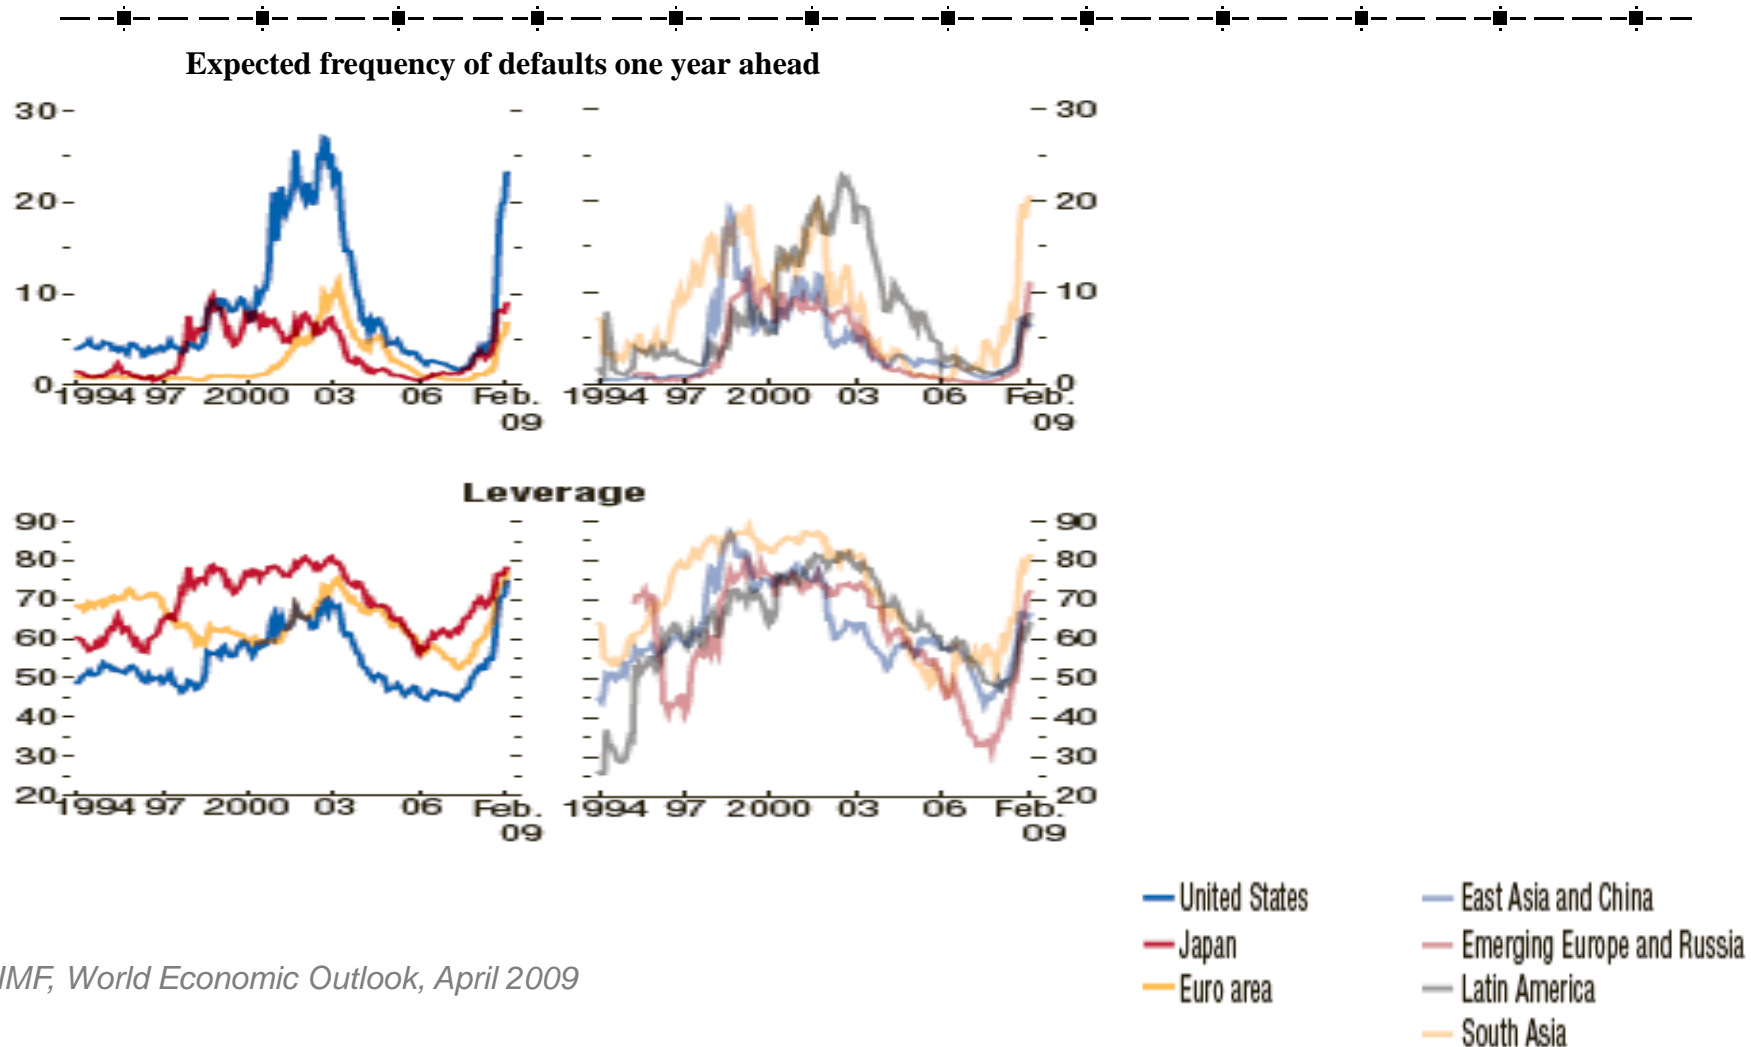 Expected frequency of defaults one year ahead
30 30
20 20
10 10
0 0
1994 97 2000 03 06 Feb. 09
1994 97 2000 03 06 Feb. 09
Leverage
90 90
80 80
70 70
60 60
50 50
40 40
30 30
20 20
1994 97 2000 03 06 Feb. 09
1994 97 2000 03 06 Feb. 09
United States East Asia and China
Japan Emerging Europe and Russia
IMF, World Economic Outlook, April 2009
Euro area Latin America
South Asia